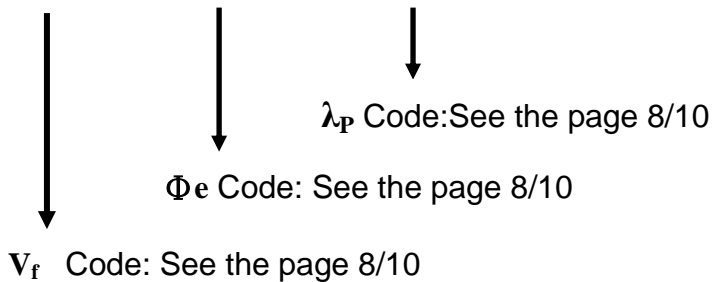 λP Code:See the page 8/10
Φe Code: See the page 8/10
Vf Code: See the page 8/10